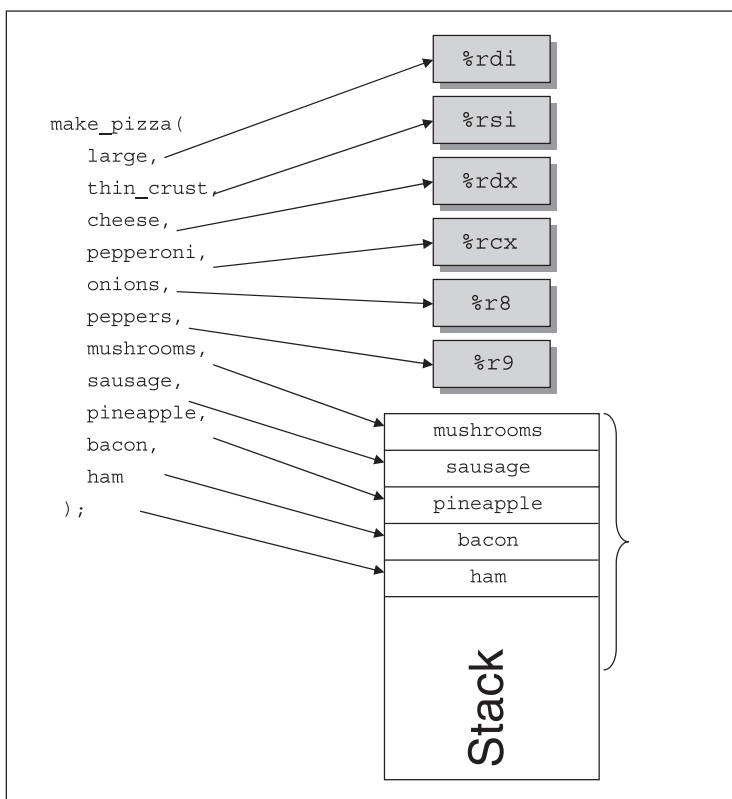 make_pizza(
large,
thin_crust,
cheese,
pepperoni,
onions,
peppers,
mushrooms,
sausage,
pineapple,
bacon,
ham
);
%rdi
%rsi
%rdx
%rcx
%r8
%r9
mushrooms
sausage
pineapple
bacon
ham
Stack